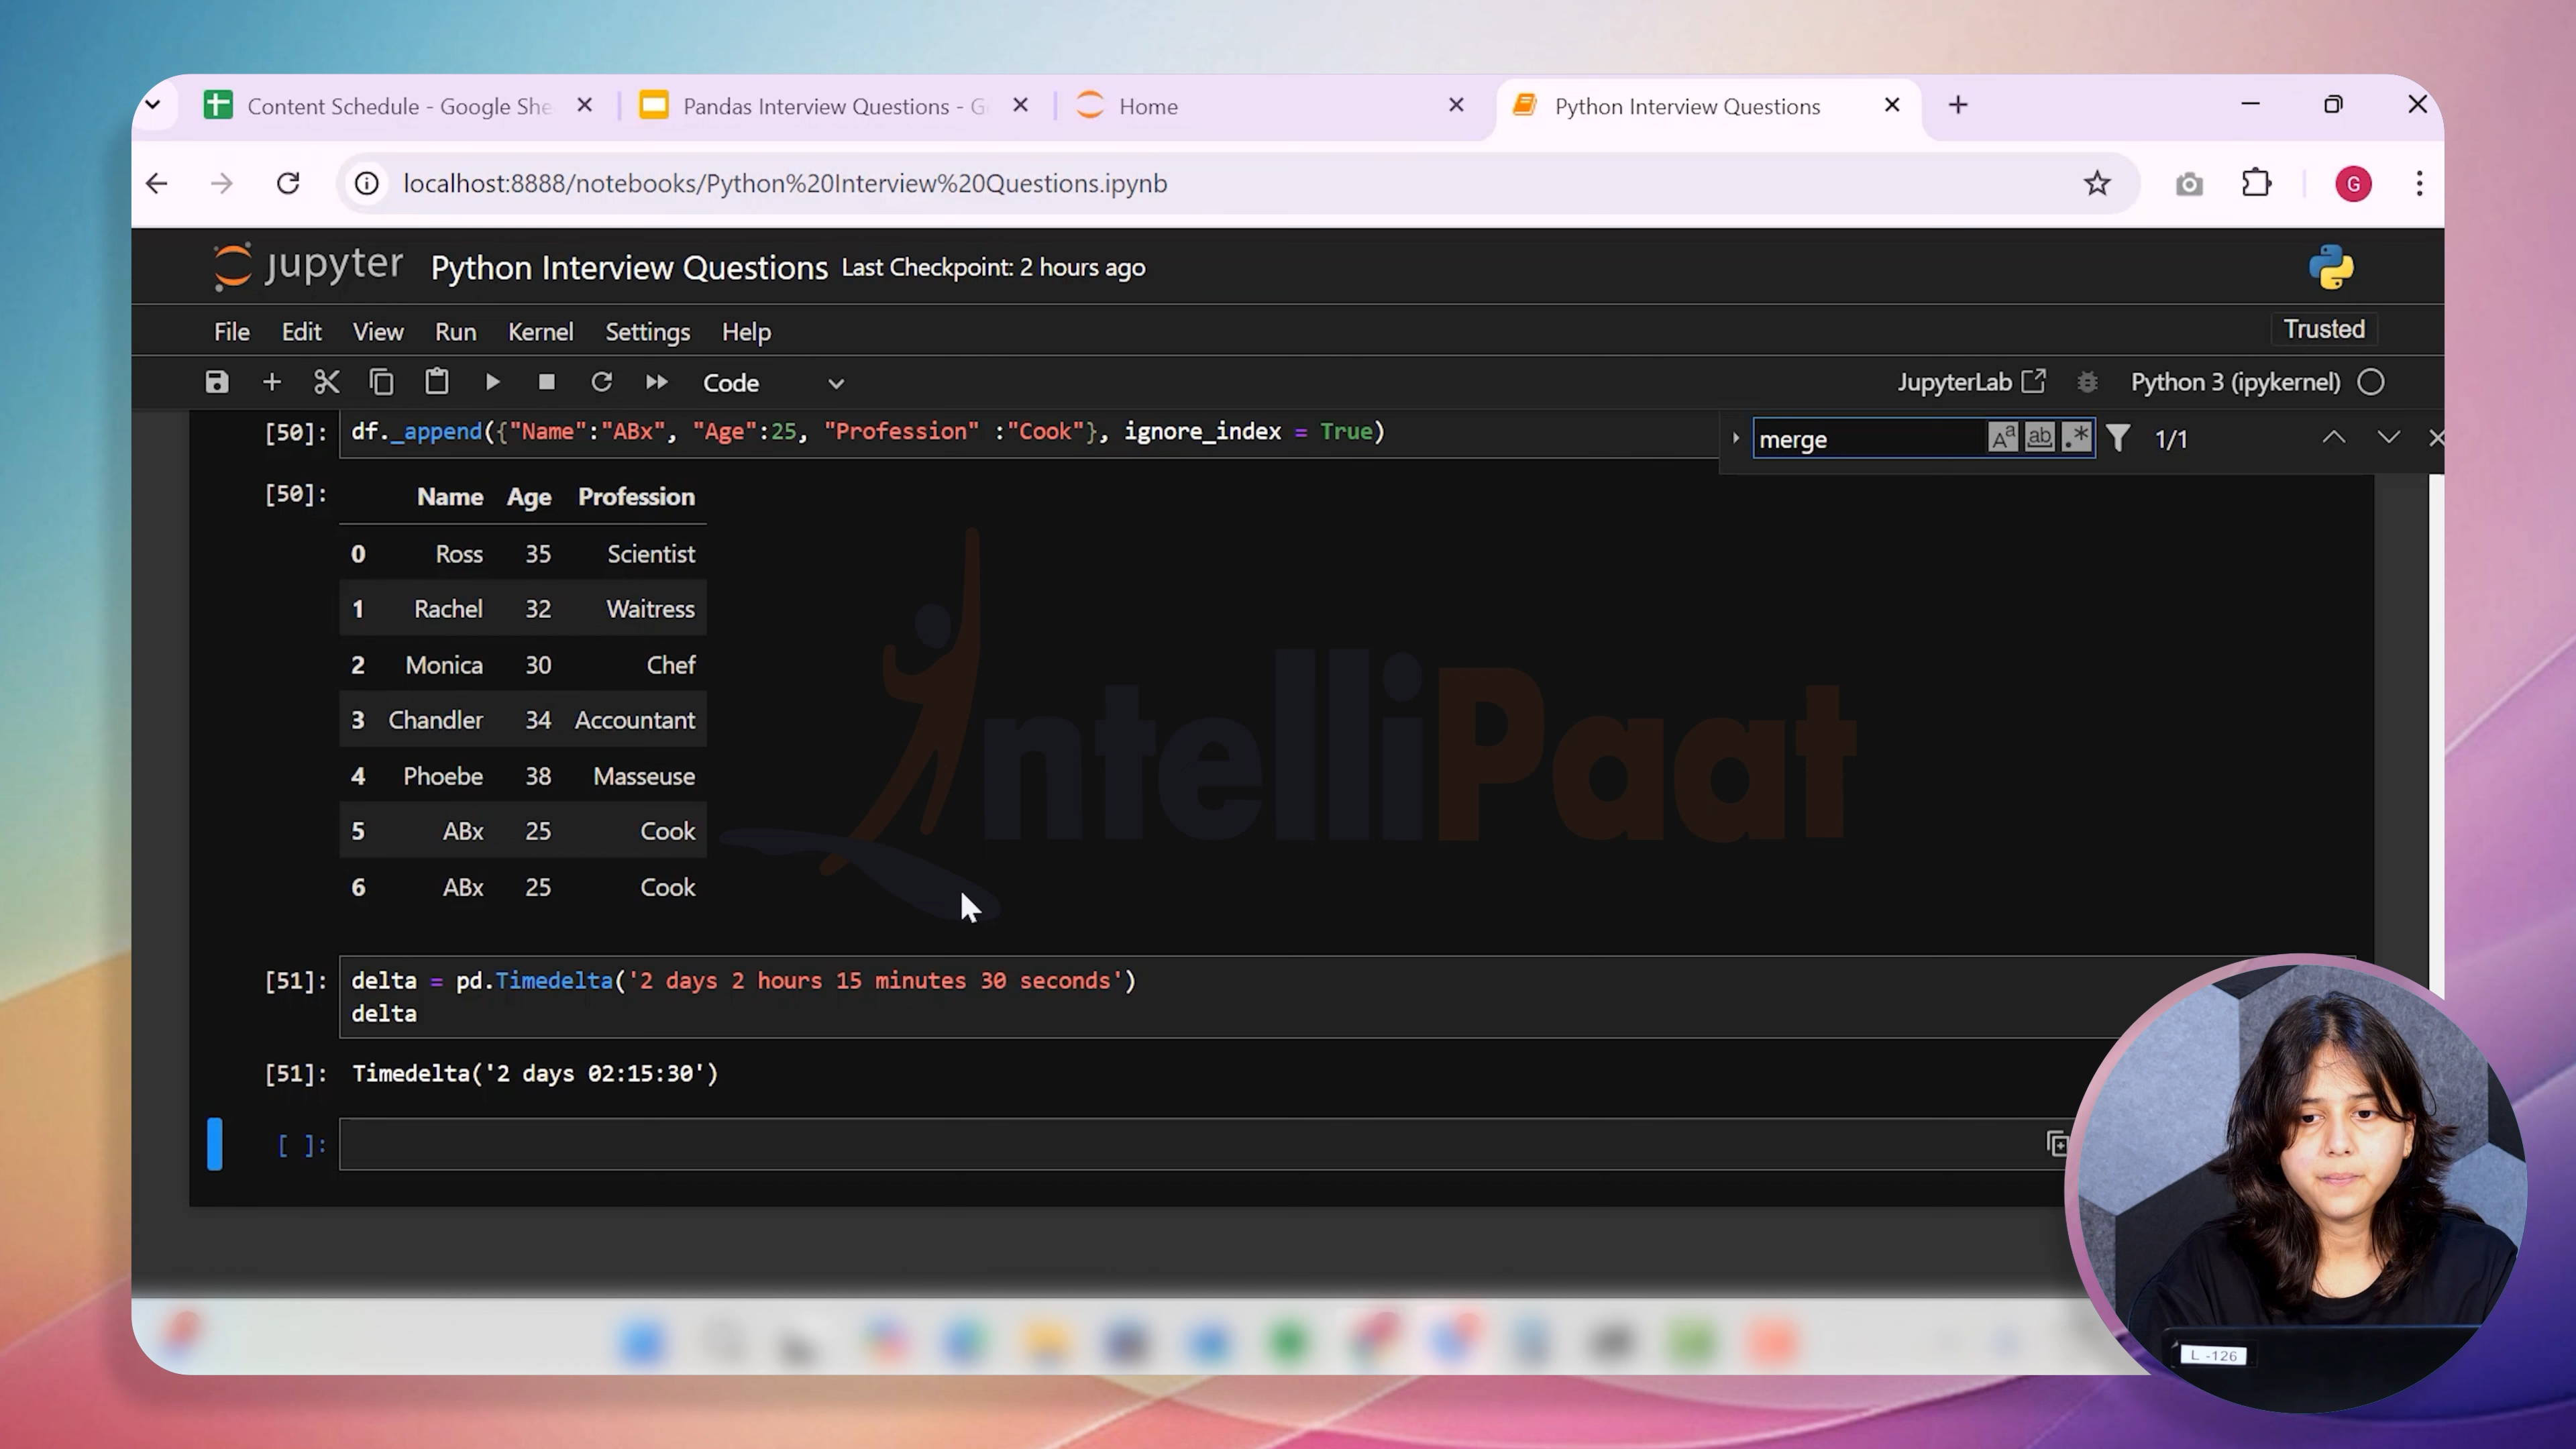 Content Schedule - Google She
Pandas Interview Questions - G
Home
Python Interview Questions
localhost:8888/notebooks/Python%20Interview%20Questions.ipynb
G
jupyter Python Interview Questions Last Checkpoint: 2 hours ago
File Edit View Run Kernel Settings Help
Trusted
Code
JupyterLab
Python 3 (ipykernel)
merge
Aa ab .*
1/1
[50]: df._append({"Name":"ABx", "Age":25, "Profession" :"Cook"}, ignore_index = True)
[50]: Name Age Profession
0 Ross 35 Scientist
1 Rachel 32 Waitress
2 Monica 30 Chef
3 Chandler 34 Accountant
4 Phoebe 38 Masseuse
5 ABx 25 Cook
6 ABx 25 Cook
IntelliPaat
[51]: delta = pd.Timedelta('2 days 2 hours 15 minutes 30 seconds')
delta
[51]: Timedelta('2 days 02:15:30')
[ ]:
L -126